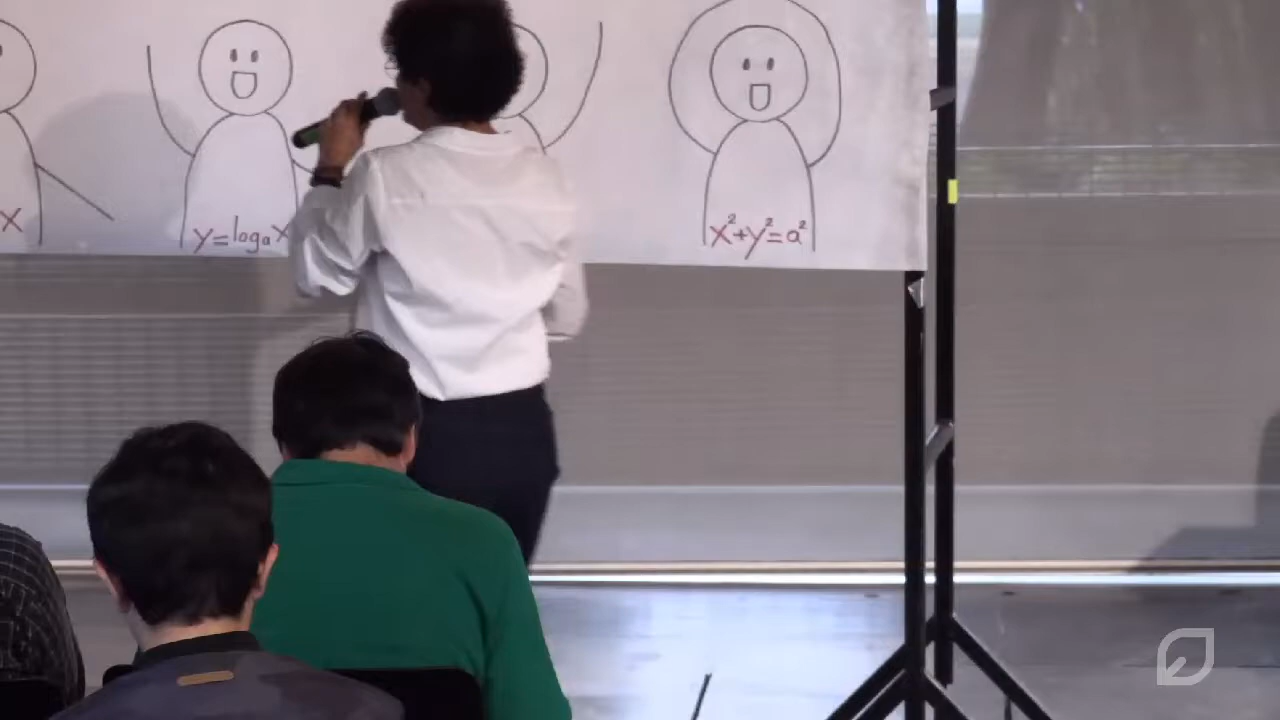 x
y=logₐx
x²+y²=a²